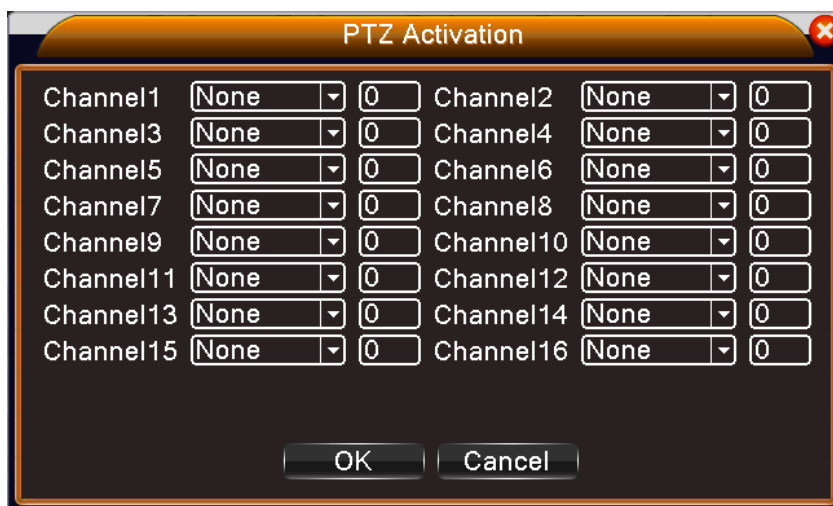 PTZ Activation
Channel1 None 0 Channel2 None 0
Channel3 None 0 Channel4 None 0
Channel5 None 0 Channel6 None 0
Channel7 None 0 Channel8 None 0
Channel9 None 0 Channel10 None 0
Channel11 None 0 Channel12 None 0
Channel13 None 0 Channel14 None 0
Channel15 None 0 Channel16 None 0
OK Cancel